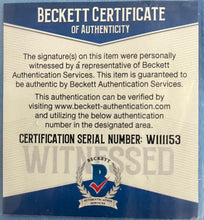 BECKETT CERTIFICATE
OF AUTHENTICITY
The signature(s) on this item were personally
witnessed by a representative of Beckett
Authentication Services. This item is guaranteed
to be authentic by Beckett Authentication Services.
This authentication can be verified by
visiting www.beckett-authentication.com
and utilizing the below authentication
number in the designated area.
CERTIFICATION SERIAL NUMBER: W111153
WITNESSED
BECKETT
B
AUTHENTICATION
SERVICES